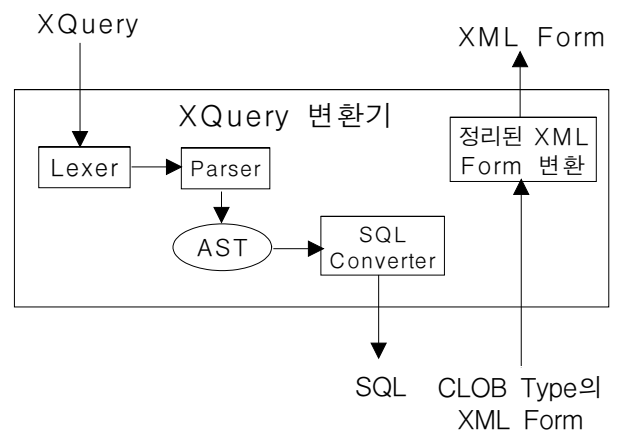 XQuery
XML Form
XQuery 변환기
정리된 XML
Form 변환
Lexer
Parser
AST
SQL
Converter
SQL
CLOB Type의
XML Form